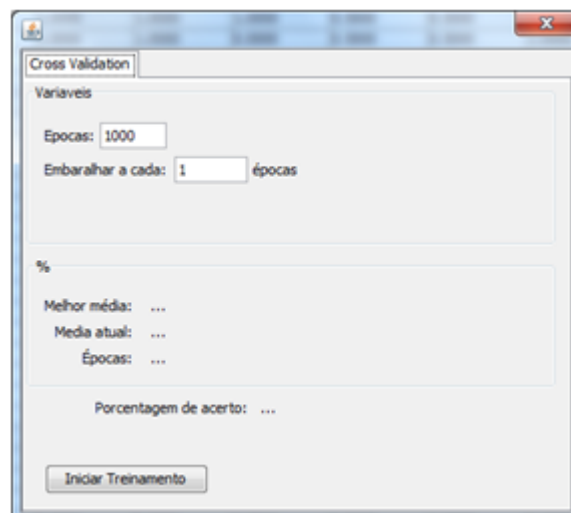 Cross Validation
Variaveis
Epocas: 1000
Embaralhar a cada: 1 épocas
%
Melhor média: ...
Media atual: ...
Épocas: ...
Porcentagem de acerto: ...
Iniciar Treinamento